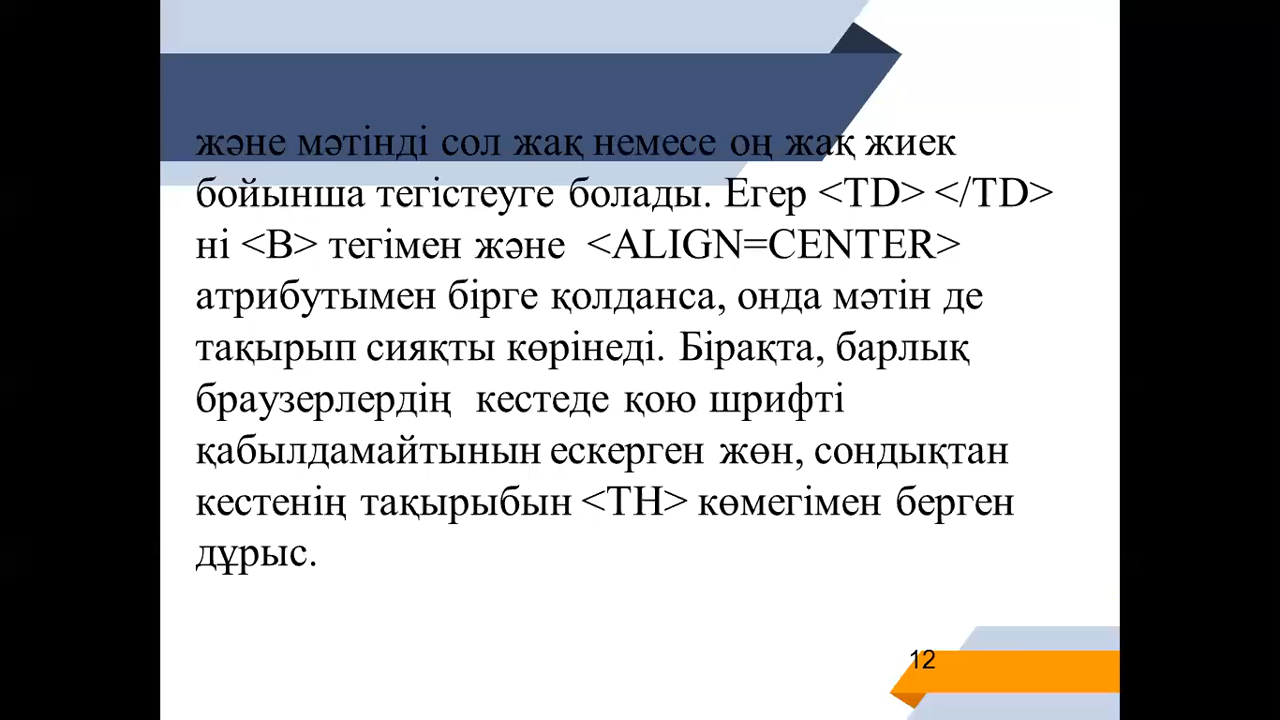 және мәтінді сол жақ немесе оң жақ жиек
бойынша тегістеуге болады. Егер <TD> </TD>
ні <B> тегімен және <ALIGN=CENTER>
атрибутымен бірге қолданса, онда мәтін де
тақырып сияқты көрінеді. Бірақта, барлық
браузерлердің кестеде қою шрифті
қабылдамайтынын ескерген жөн, сондықтан
кестенің тақырыбын <TH> көмегімен берген
дұрыс.
12